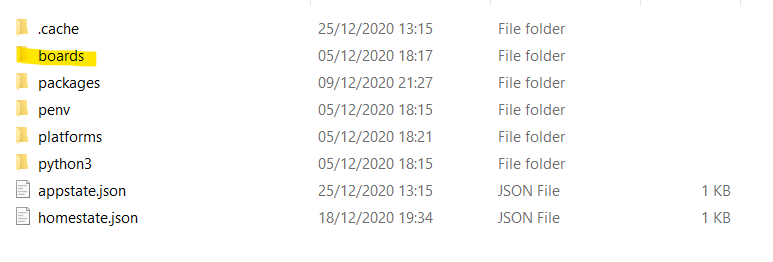 .cache 25/12/2020 13:15 File folder
boards 05/12/2020 18:17 File folder
packages 09/12/2020 21:27 File folder
penv 05/12/2020 18:15 File folder
platforms 05/12/2020 18:21 File folder
python3 05/12/2020 18:15 File folder
appstate.json 25/12/2020 13:15 JSON File 1 KB
homestate.json 18/12/2020 19:34 JSON File 1 KB